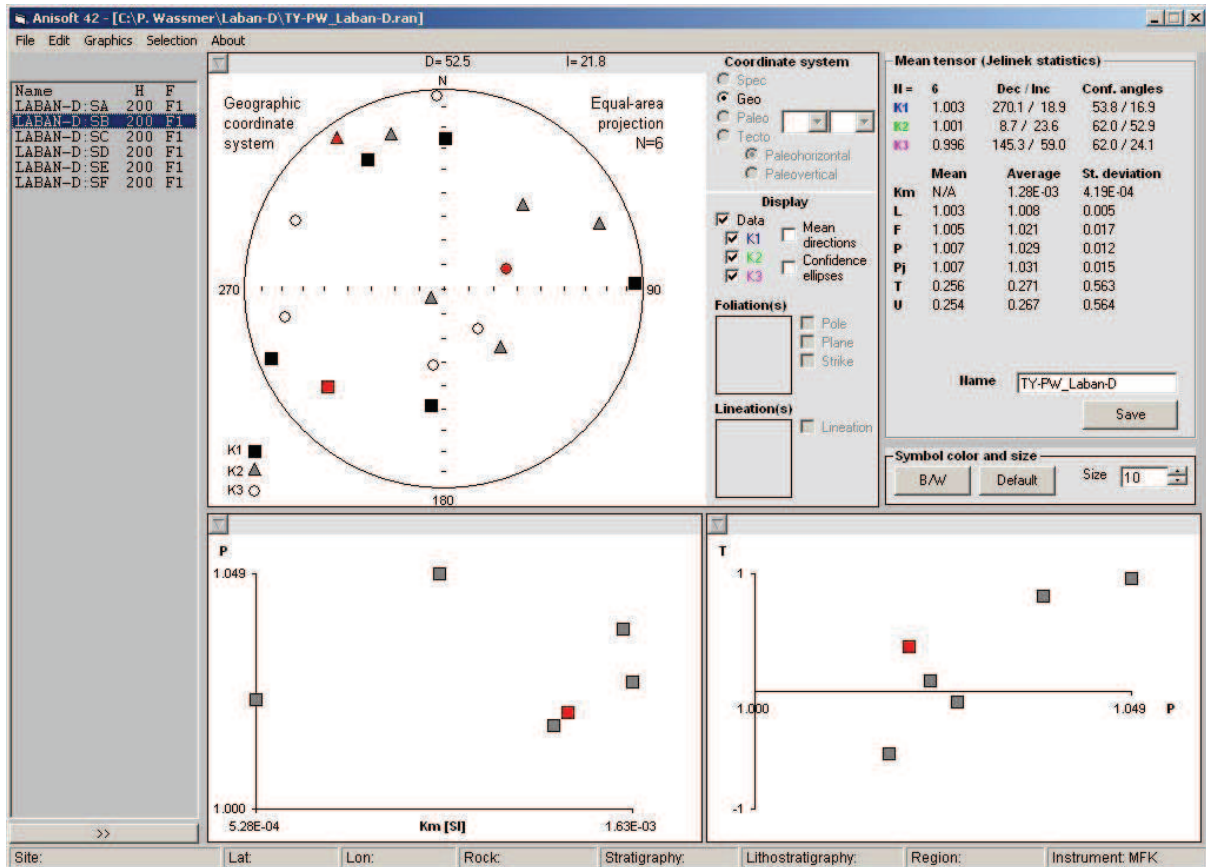 Anisoft 42 - [C:\P. Wassmer\Laban-D\TY-PW_Laban-D.ran]
File Edit Graphics Selection About
Name H F
LABAN-D:SA 200 F1
LABAN-D:SB 200 F1
LABAN-D:SC 200 F1
LABAN-D:SD 200 F1
LABAN-D:SE 200 F1
LABAN-D:SF 200 F1
>>
D= 52.5 I= 21.8
Geographic
coordinate
system
N
Equal-area
projection
N=6
270
90
180
K1
K2
K3
Coordinate system
Spec
Geo
Paleo
Tecto
Paleohorizontal
Paleovertical
Display
Data
K1
K2
K3
Mean
directions
Confidence
ellipses
Foliation(s)
Pole
Plane
Strike
Lineation(s)
Lineation
Mean tensor (Jelinek statistics)
N = 6 Dec / Inc Conf. angles
K1 1.003 270.1 / 18.9 53.8 / 16.9
K2 1.001 8.7 / 23.6 62.0 / 52.9
K3 0.996 145.3 / 59.0 62.0 / 24.1
Mean Average St. deviation
Km N/A 1.28E-03 4.19E-04
L 1.003 1.008 0.005
F 1.005 1.021 0.017
P 1.007 1.029 0.012
Pj 1.007 1.031 0.015
T 0.256 0.271 0.563
U 0.254 0.267 0.564
Name TY-PW_Laban-D
Save
Symbol color and size
B/W Default Size 10
P
1.049
1.000
5.28E-04 Km [SI] 1.63E-03
T
1
1.000 1.049 P
-1
Site: Lat: Lon: Rock: Stratigraphy: Lithostratigraphy: Region: Instrument: MFK